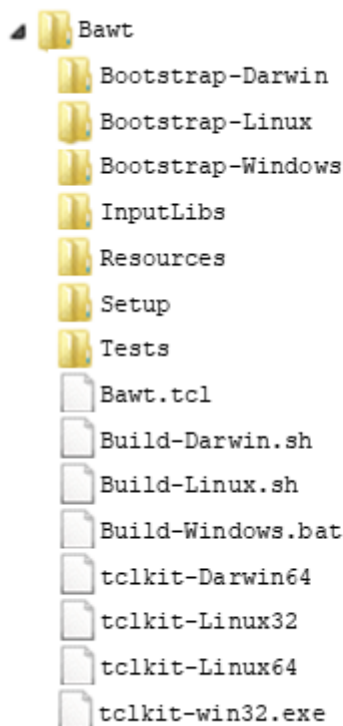 Bawt
Bootstrap-Darwin
Bootstrap-Linux
Bootstrap-Windows
InputLibs
Resources
Setup
Tests
Bawt.tcl
Build-Darwin.sh
Build-Linux.sh
Build-Windows.bat
tclkit-Darwin64
tclkit-Linux32
tclkit-Linux64
tclkit-win32.exe